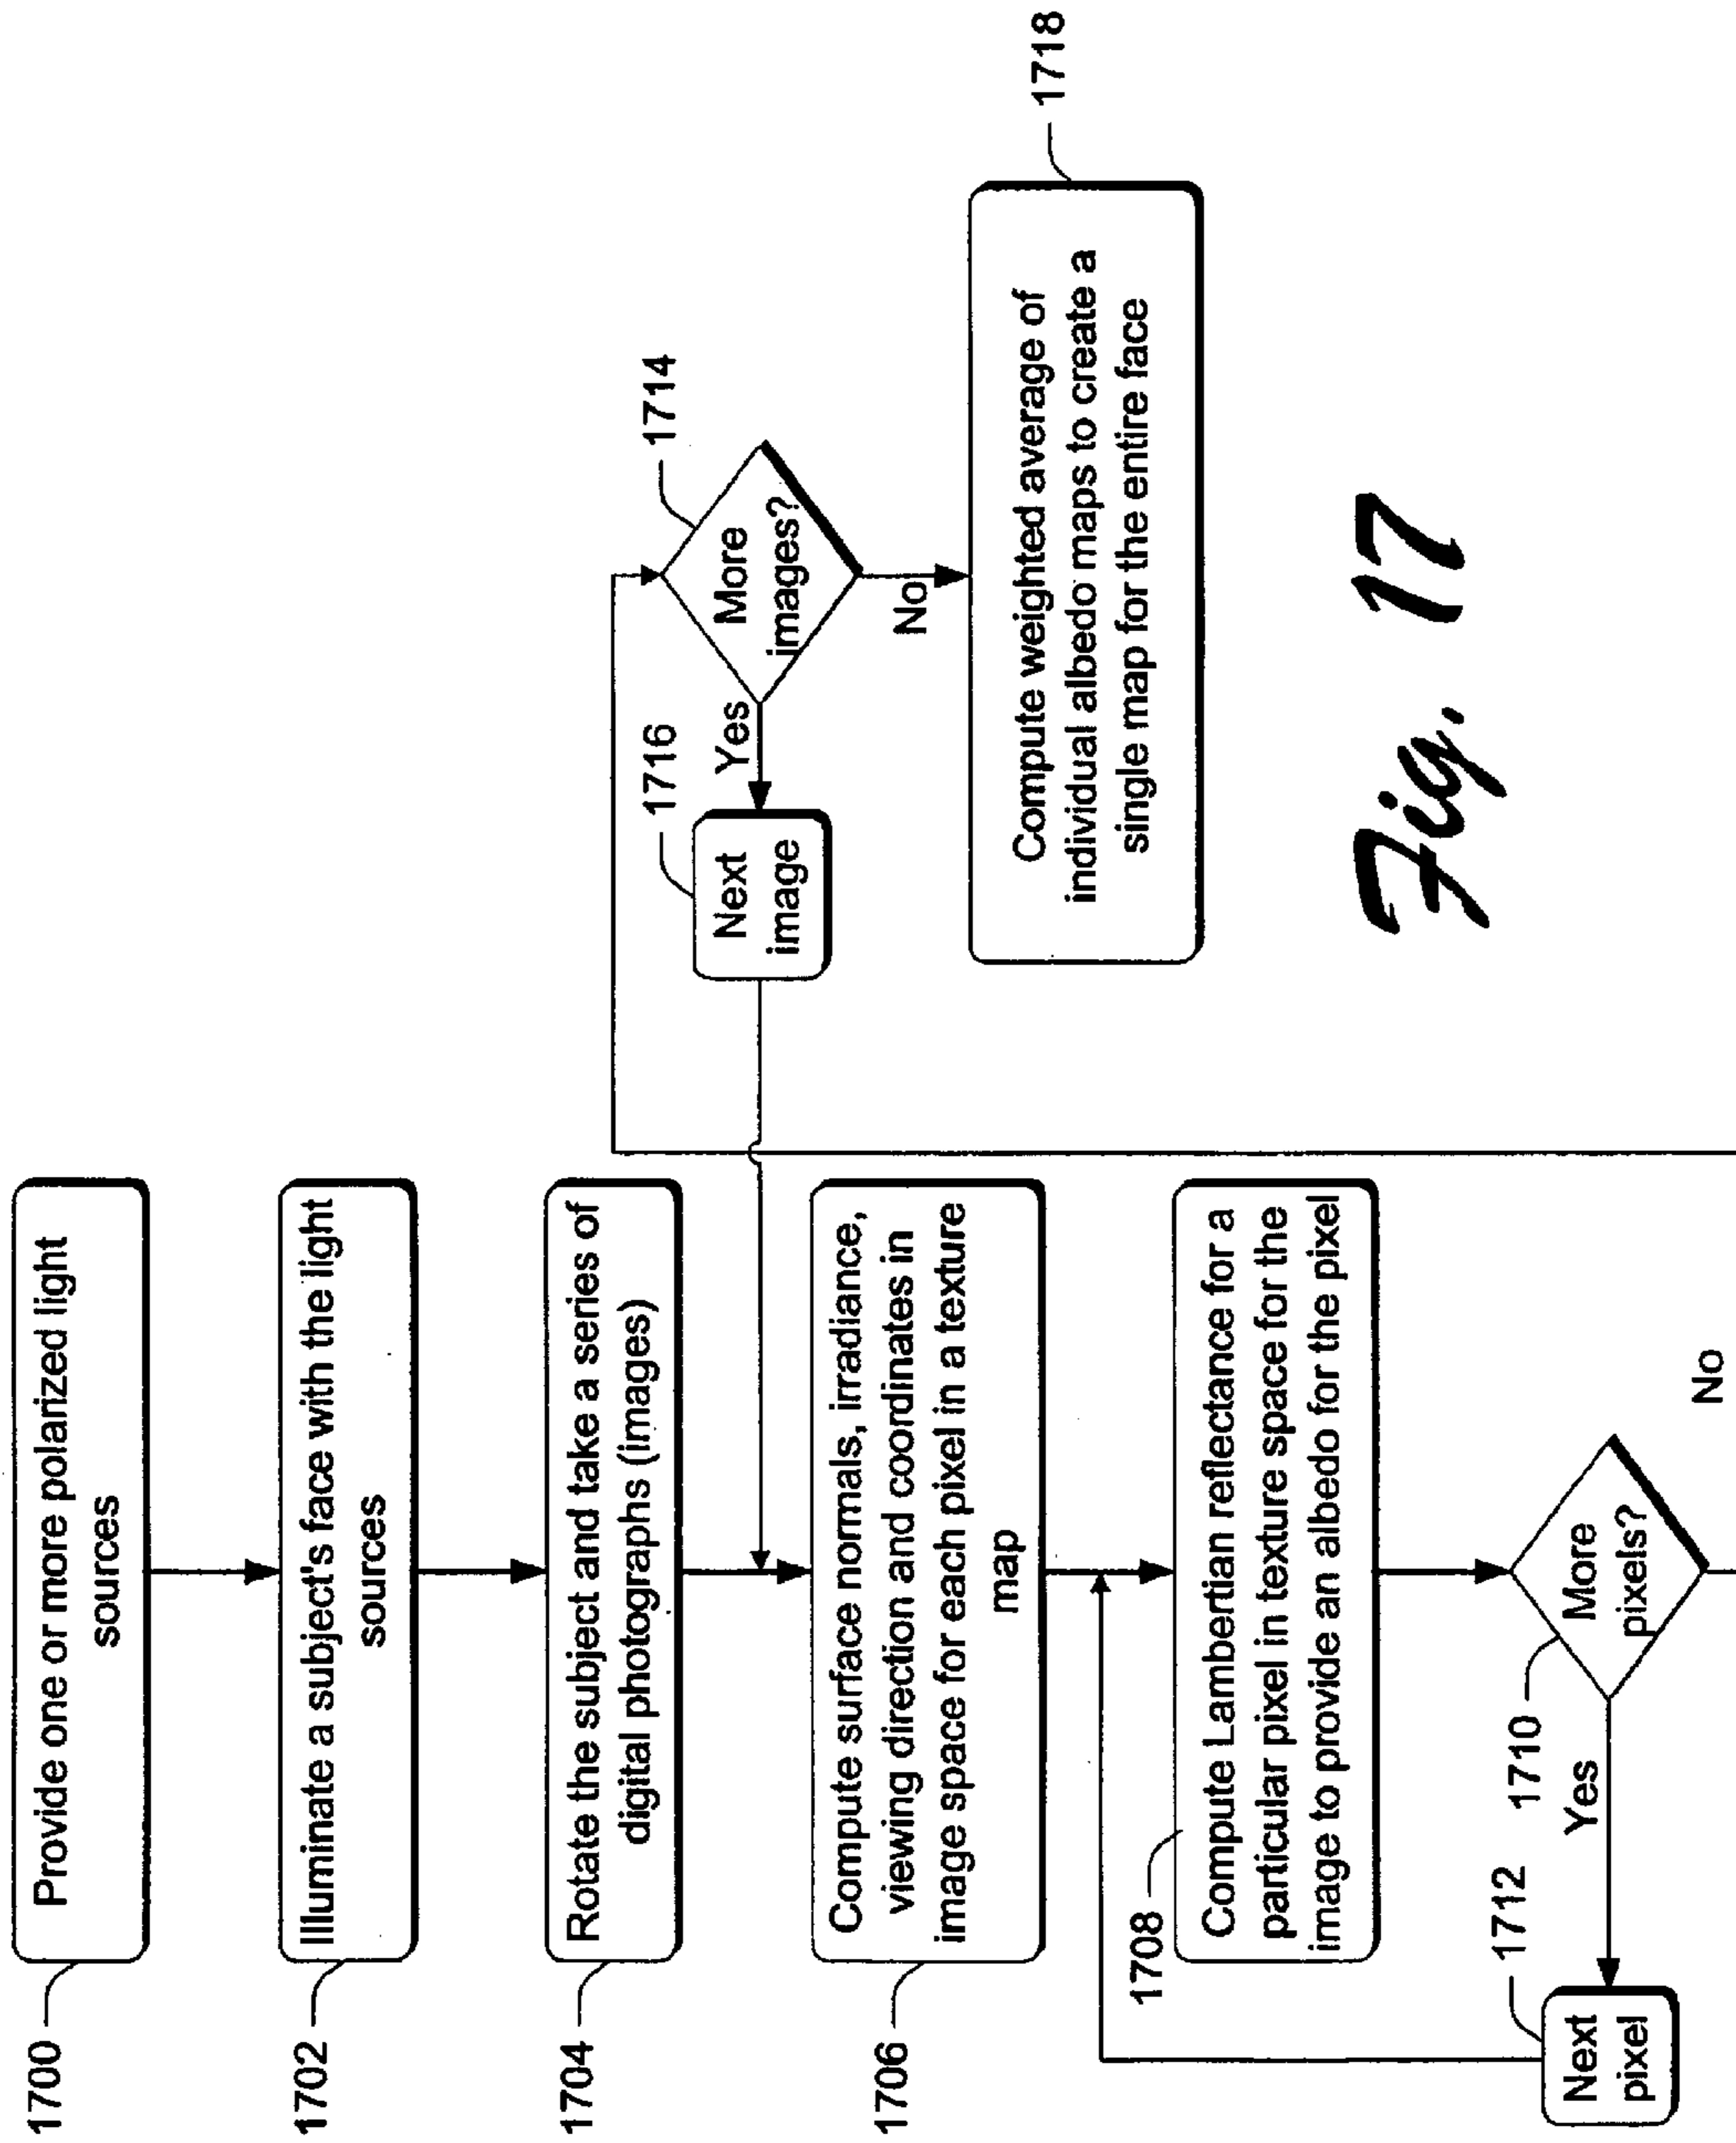 1700
Provide one or more polarized light
sources
1702
Illuminate a subject's face with the light
sources
1704
Rotate the subject and take a series of
digital photographs (images)
1706
Compute surface normals, irradiance,
viewing direction and coordinates in
image space for each pixel in a texture
map
1708
Compute Lambertian reflectance for a
particular pixel in texture space for the
image to provide an albedo for the pixel
1710
More
pixels?
Yes
No
1712
Next
pixel
1714
More
images?
Yes
No
1716
Next
image
1718
Compute weighted average of
individual albedo maps to create a
single map for the entire face
Fig. 17